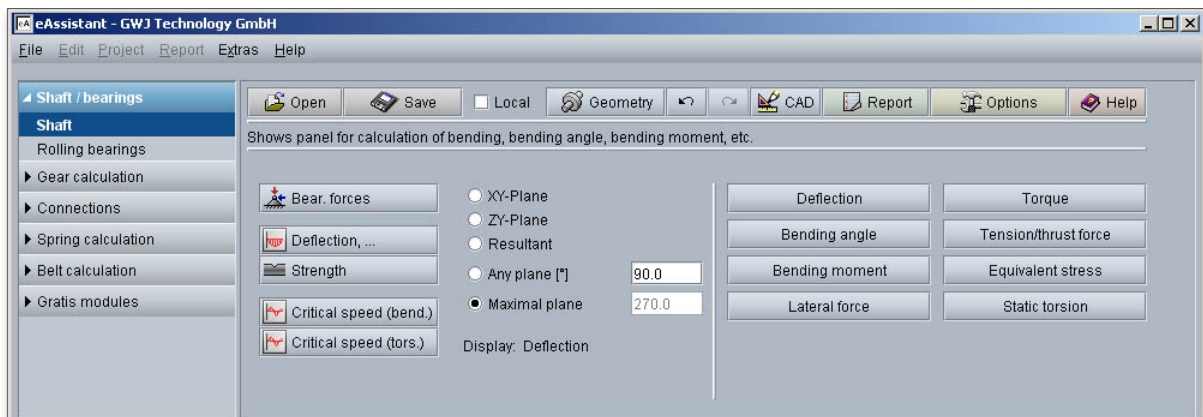 eA eAssistant - GWJ Technology GmbH
File Edit Project Report Extras Help
Shaft / bearings
Shaft
Rolling bearings
Gear calculation
Connections
Spring calculation
Belt calculation
Gratis modules
Open Save Local Geometry CAD Report Options Help
Shows panel for calculation of bending, bending angle, bending moment, etc.
Bear. forces
Deflection, ...
Strength
Critical speed (bend.)
Critical speed (tors.)
XY-Plane
ZY-Plane
Resultant
Any plane [°] 90.0
Maximal plane 270.0
Display: Deflection
Deflection Torque
Bending angle Tension/thrust force
Bending moment Equivalent stress
Lateral force Static torsion